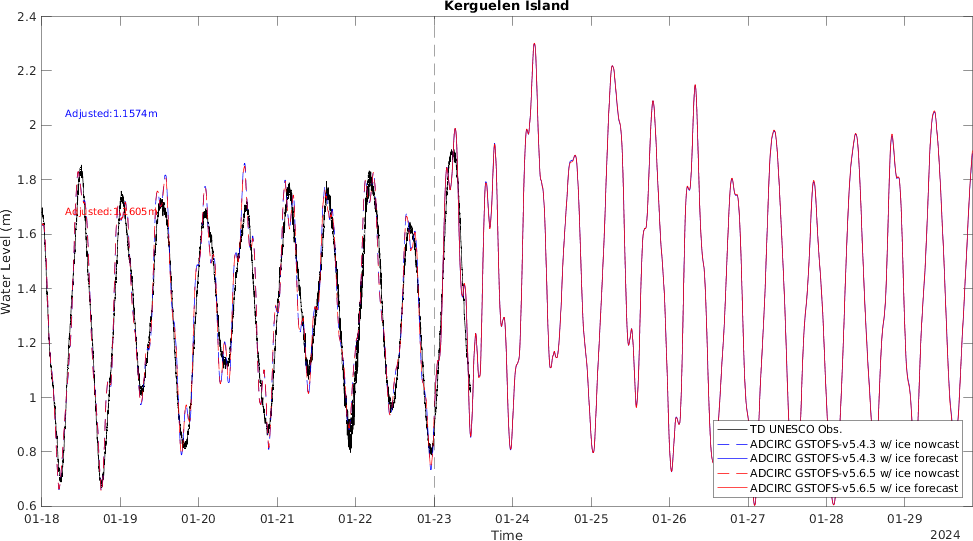 Kerguelen Island
2.4
2.2
2
1.8
1.6
1.4
1.2
1
0.8
0.6
Water Level (m)
Adjusted:1.1574m
Adjusted:1.1605m
TD UNESCO Obs.
ADCIRC GSTOFS-v5.4.3 w/ ice nowcast
ADCIRC GSTOFS-v5.4.3 w/ ice forecast
ADCIRC GSTOFS-v5.6.5 w/ ice nowcast
ADCIRC GSTOFS-v5.6.5 w/ ice forecast
01-18 01-19 01-20 01-21 01-22 01-23 01-24 01-25 01-26 01-27 01-28 01-29
Time
2024